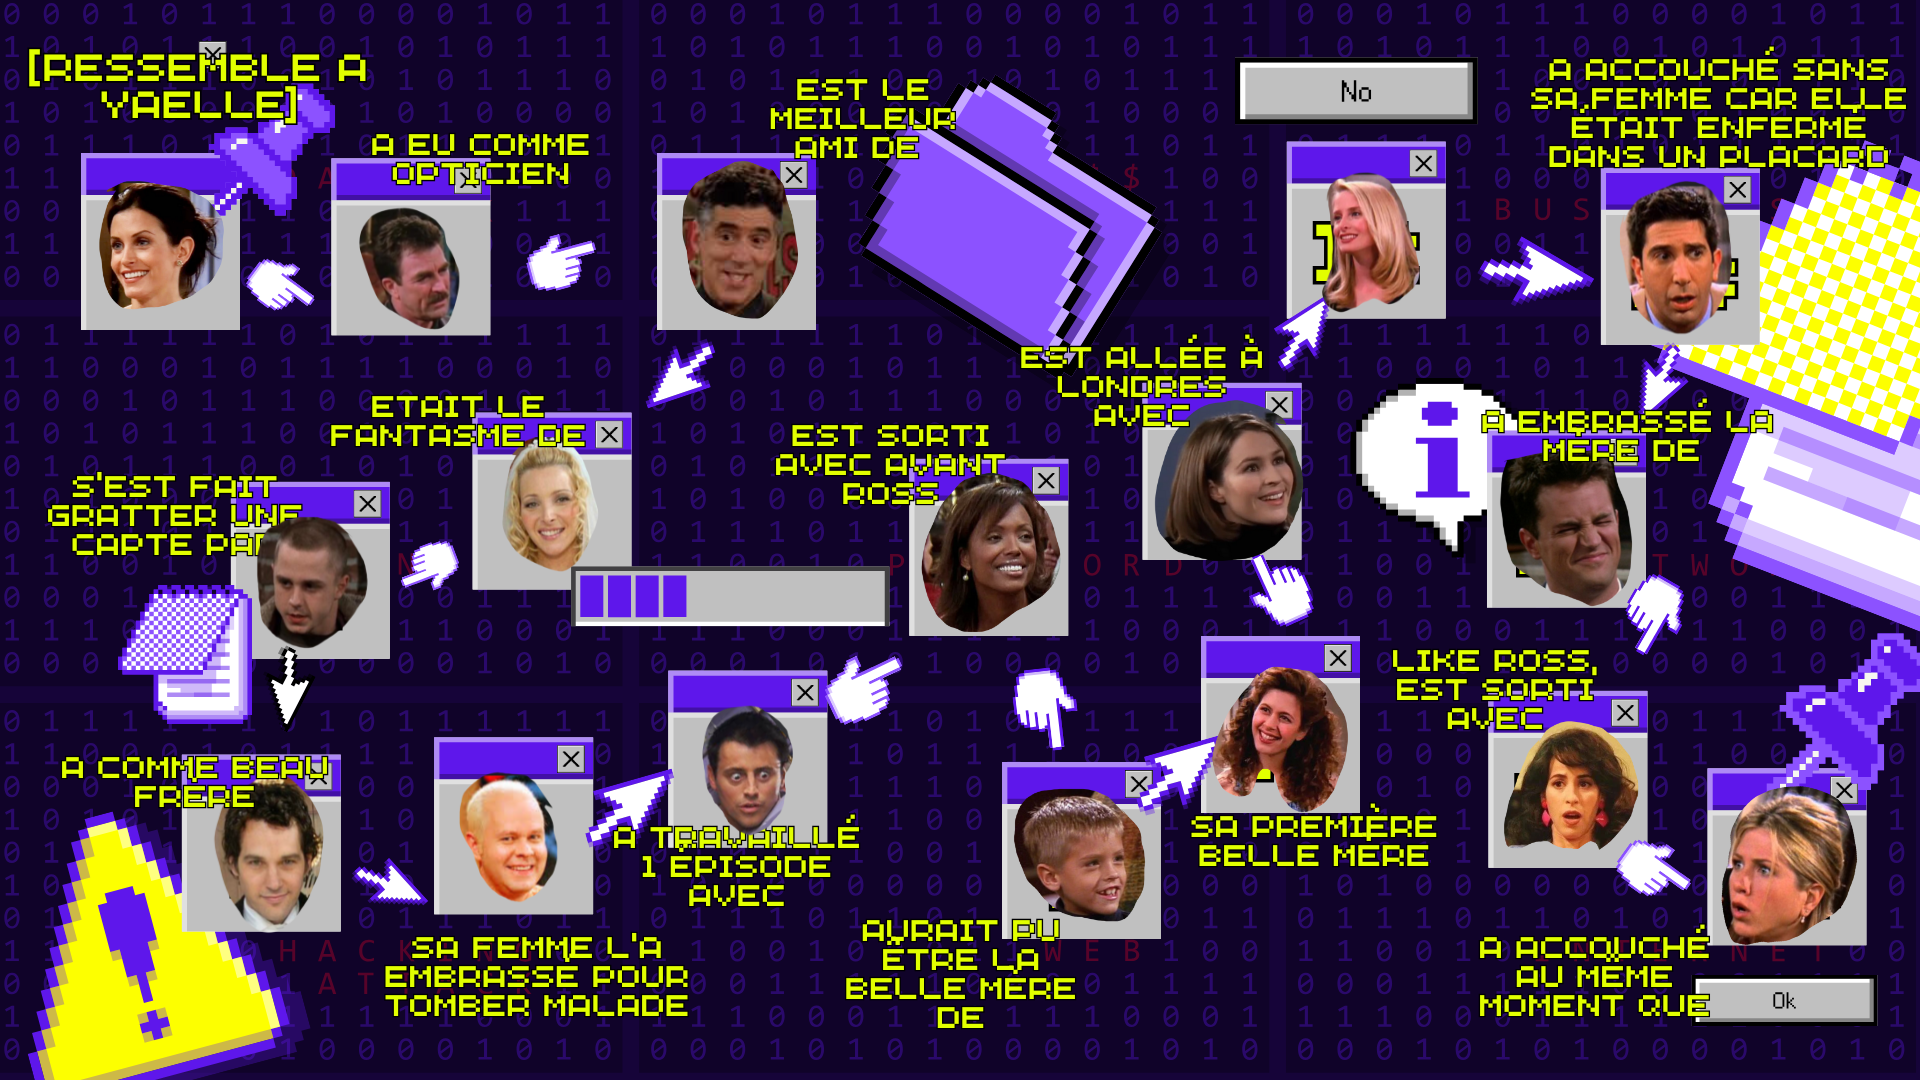 [RESSEMBLE A
YAELLE]
A EU COMME
OPTICIEN
EST LE
MEILLEUR
AMI DE
No
A ACCOUCHÉ SANS
SA FEMME CAR ELLE
ÉTAIT ENFERMÉ
DANS UN PLACARD
EST ALLÉE À
LONDRES
AVEC
ETAIT LE
FANTASME DE
EST SORTI
AVEC AVANT
ROSS
A EMBRASSÉ LA
MÈRE DE
S'EST FAIT
GRATTER UNE
CAPTE PAR
i
LIKE ROSS,
EST SORTI
AVEC
A COMME BEAU
FRÈRE
A TRAVAILLÉ
1 ÉPISODE
AVEC
SA PREMIÈRE
BELLE MÈRE
SA FEMME L'A
EMBRASSÉ POUR
TOMBER MALADE
AURAIT PU
ÊTRE LA
BELLE MÈRE
DE
A ACCOUCHÉ
AU MÊME
MOMENT QUE
Ok